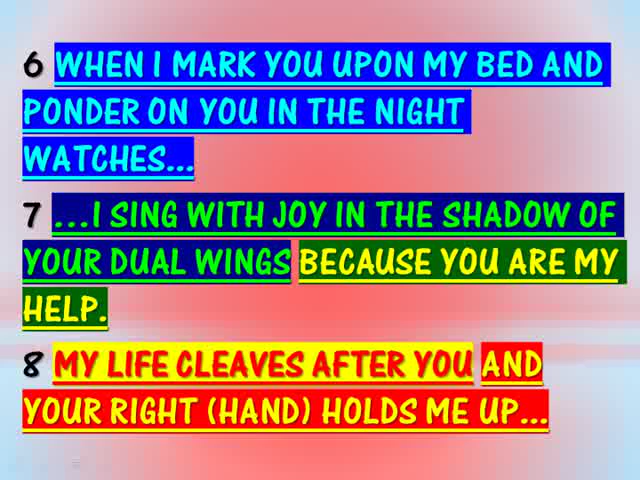 6 WHEN I MARK YOU UPON MY BED AND
PONDER ON YOU IN THE NIGHT
WATCHES...
7 ...I SING WITH JOY IN THE SHADOW OF
YOUR DUAL WINGS BECAUSE YOU ARE MY
HELP.
8 MY LIFE CLEAVES AFTER YOU AND
YOUR RIGHT (HAND) HOLDS ME UP...